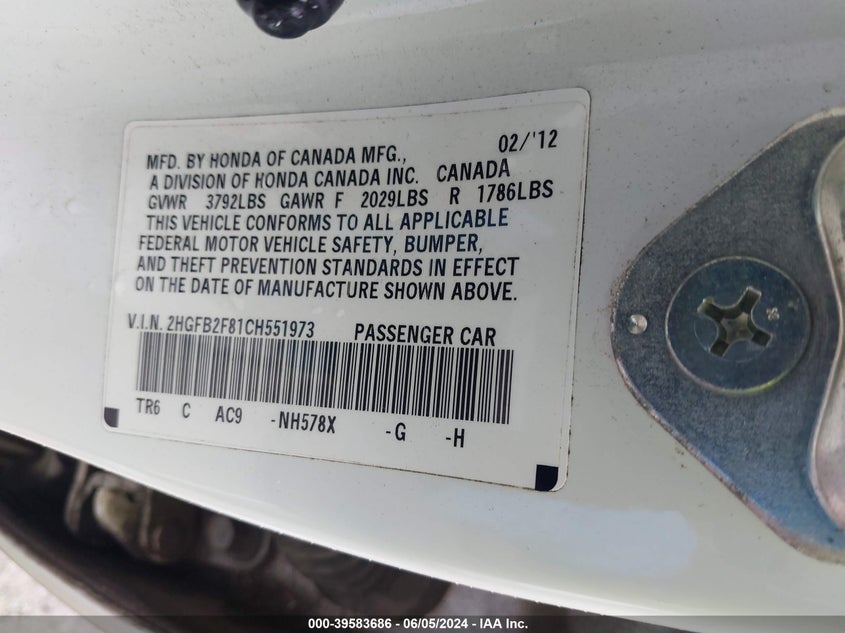 02/'12
MFD. BY HONDA OF CANADA MFG.,
A DIVISION OF HONDA CANADA INC. CANADA
GVWR 3792LBS GAWR F 2029LBS R 1786LBS
THIS VEHICLE CONFORMS TO ALL APPLICABLE
FEDERAL MOTOR VEHICLE SAFETY, BUMPER,
AND THEFT PREVENTION STANDARDS IN EFFECT
ON THE DATE OF MANUFACTURE SHOWN ABOVE.
V.I.N. 2HGFB2F81CH551973 PASSENGER CAR
TR6 C AC9 -NH578X -G -H
000-39583686 - 06/05/2024 - IAA Inc.